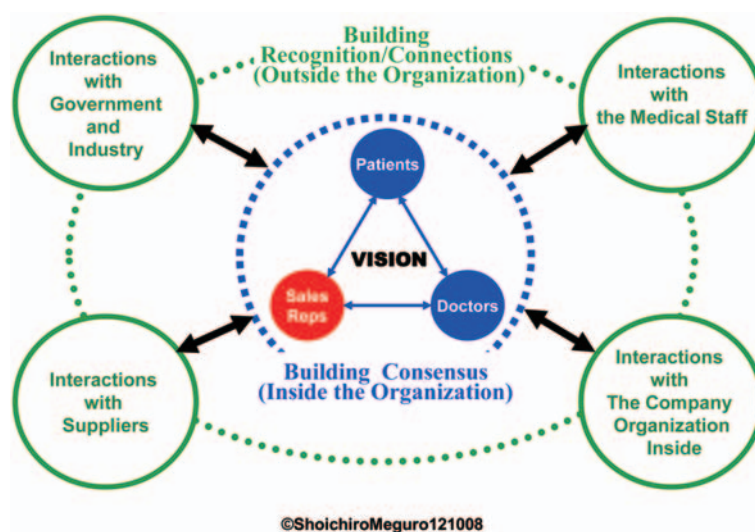 Building
Recognition/Connections
(Outside the Organization)
Interactions
with
Government
and
Industry
Interactions
with
the Medical Staff
Patients
VISION
Sales
Reps
Doctors
Building Consensus
(Inside the Organization)
Interactions
with
Suppliers
Interactions
with
The Company
Organization
Inside
©ShoichiroMeguro121008